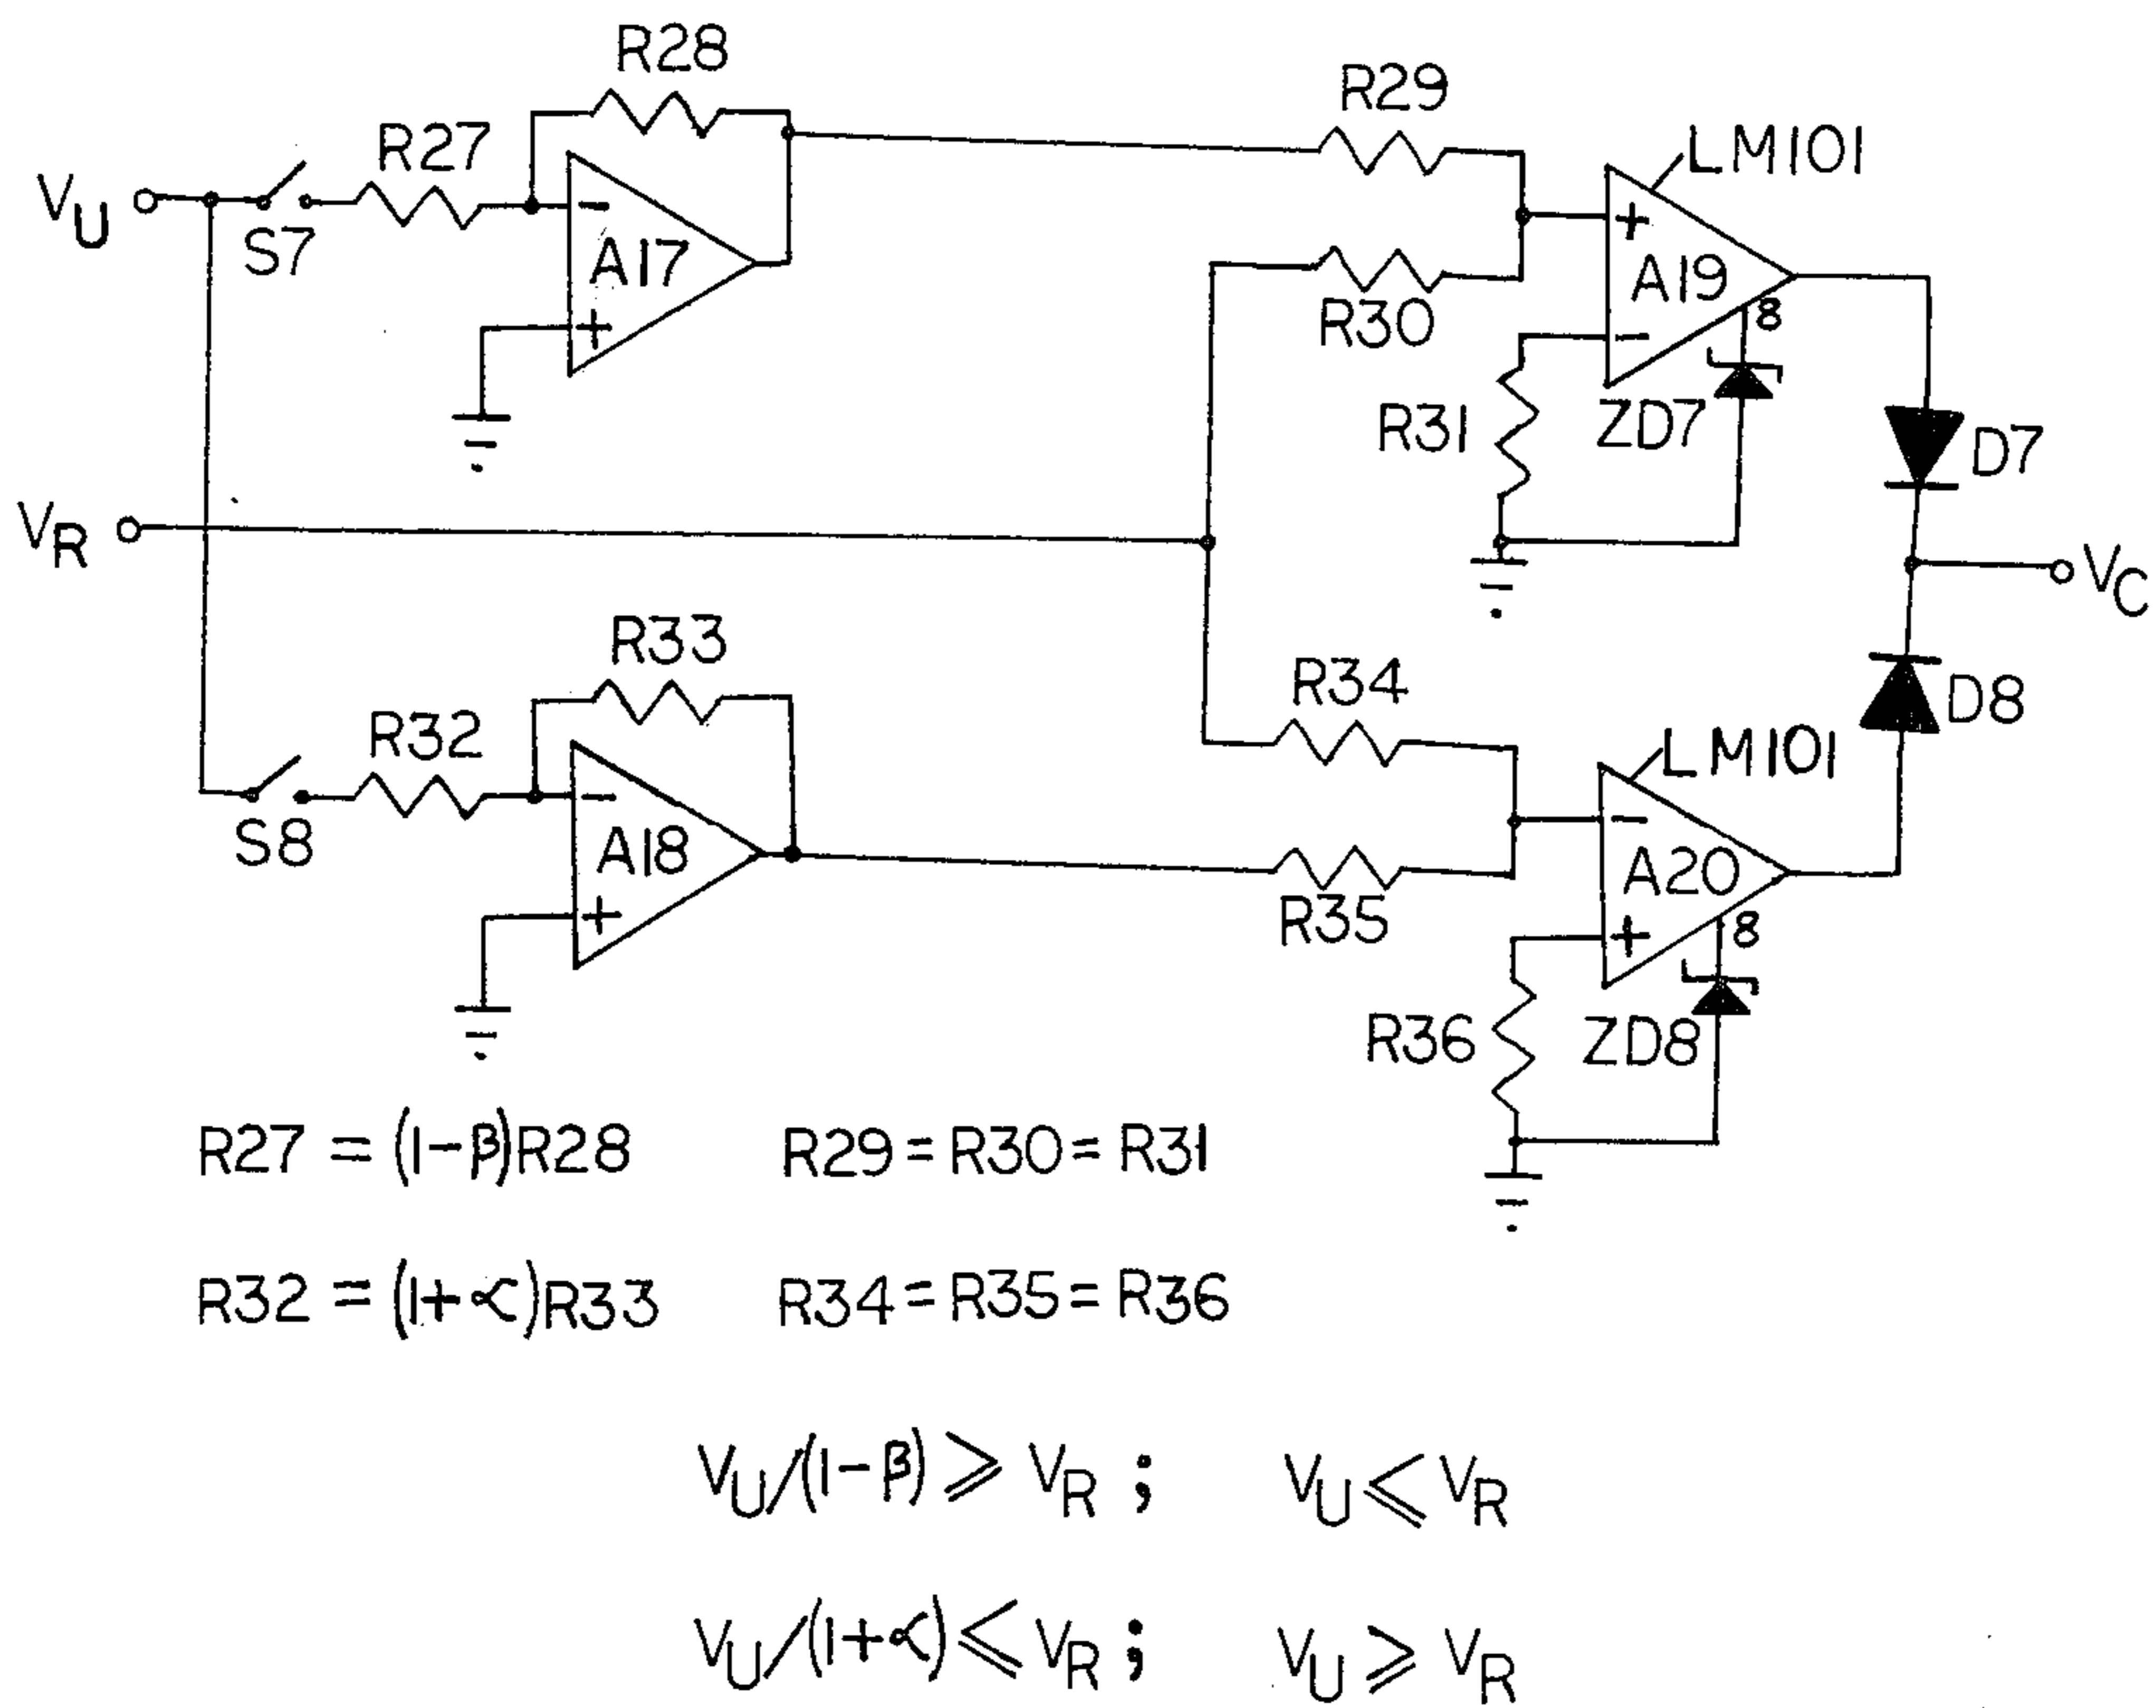 R28
R29
LM101
R27
VU
S7
-
A17
+
+
A19
8
-
R30
R31
ZD7
D7
VR
VC
R33
R34
R32
LM101
D8
S8
-
A18
+
-
A20
8
+
R35
R36
ZD8
R27 = (1-β)R28
R29 = R30 = R31
R32 = (1+α)R33
R34 = R35 = R36
VU/(1-β) ≥ VR ; VU ≤ VR
VU/(1+α) ≤ VR ; VU ≥ VR